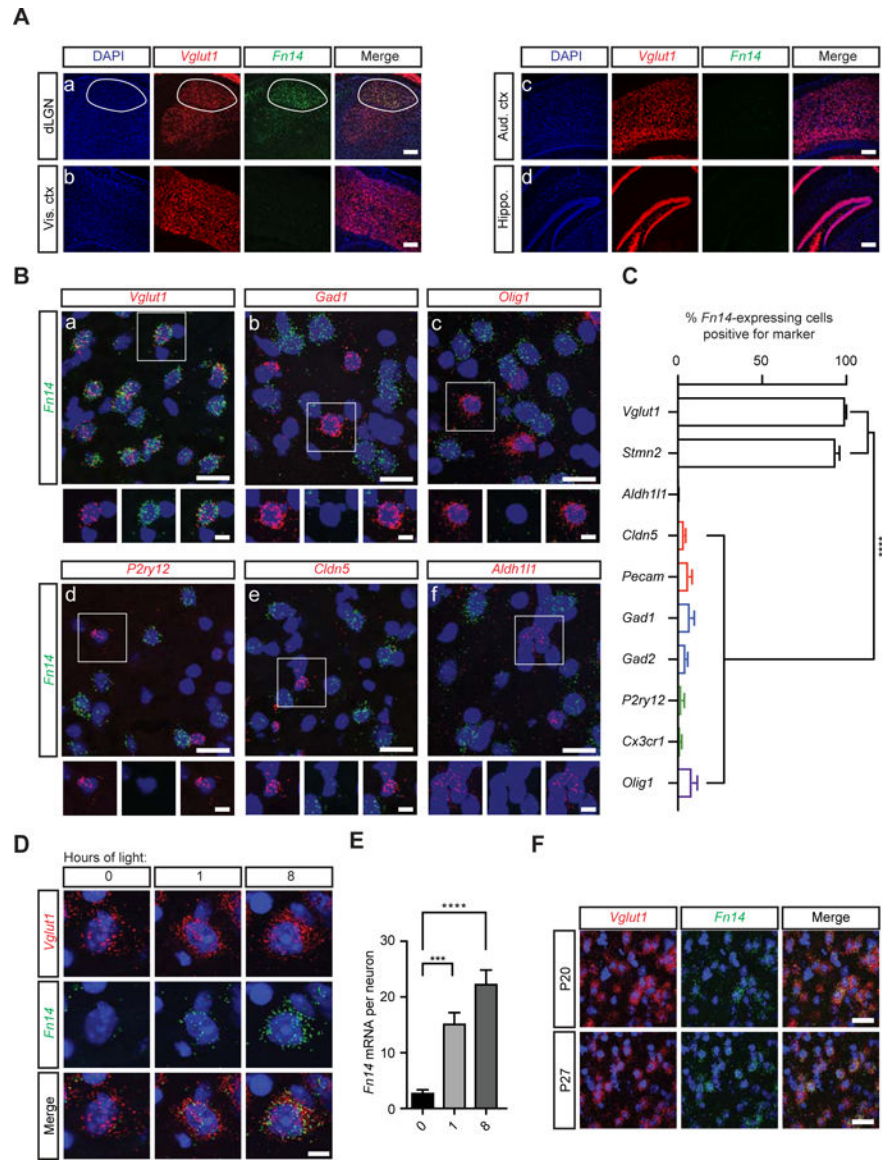 A
DAPI Vglut1 Fn14 Merge
dLGN
a
Vis. ctx
b
DAPI Vglut1 Fn14 Merge
Aud. ctx
c
Hippo.
d
B
Vglut1 Gad1 Olig1
Fn14
a b c
P2ry12 Cldn5 Aldh1l1
Fn14
d e f
C
% Fn14-expressing cells
positive for marker
0 50 100
Vglut1
Stmn2
Aldh1l1
Cldn5
Pecam
Gad1
Gad2
P2ry12
Cx3cr1
Olig1
****
D
Hours of light:
0 1 8
Vglut1
Fn14
Merge
E
****
***
Fn14 mRNA per neuron
30
20
10
0
0 1 8
F
Vglut1 Fn14 Merge
P20
P27